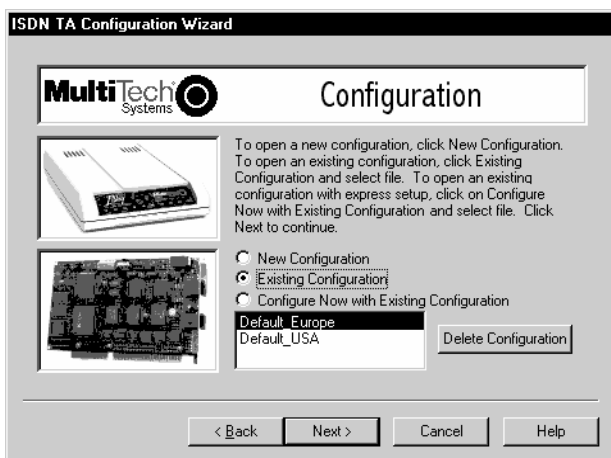 ISDN TA Configuration Wizard
MultiTech
Systems
Configuration
To open a new configuration, click New Configuration.
To open an existing configuration, click Existing
Configuration and select file. To open an existing
configuration with express setup, click on Configure
Now with Existing Configuration and select file. Click
Next to continue.
New Configuration
Existing Configuration
Configure Now with Existing Configuration
Default_Europe
Default_USA
Delete Configuration
< Back
Next >
Cancel
Help